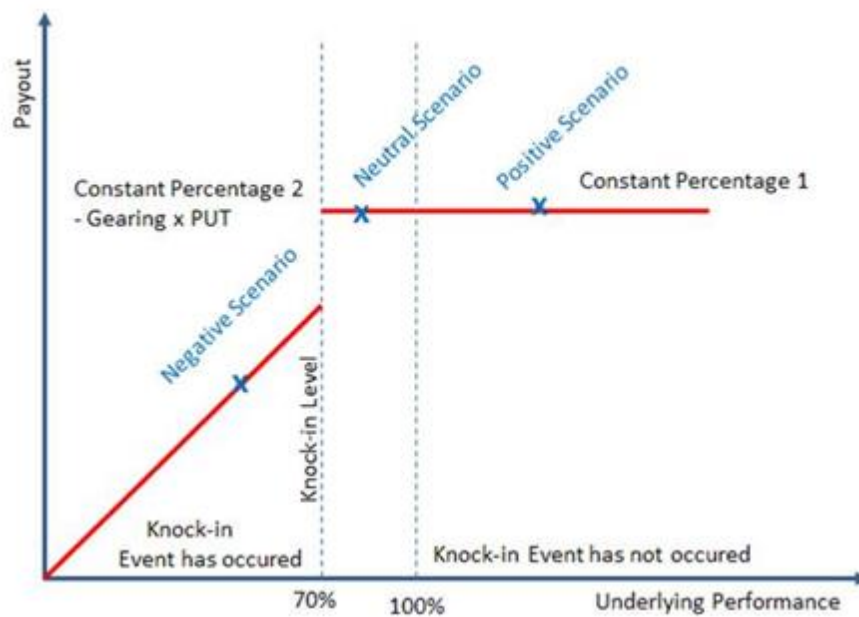 Payout
Neutral Scenario
Positive Scenario
Constant Percentage 2
- Gearing x PUT
Constant Percentage 1
Negative Scenario
Knock-in Level
Knock-in
Event has occured
Knock-in Event has not occured
70%
100%
Underlying Performance